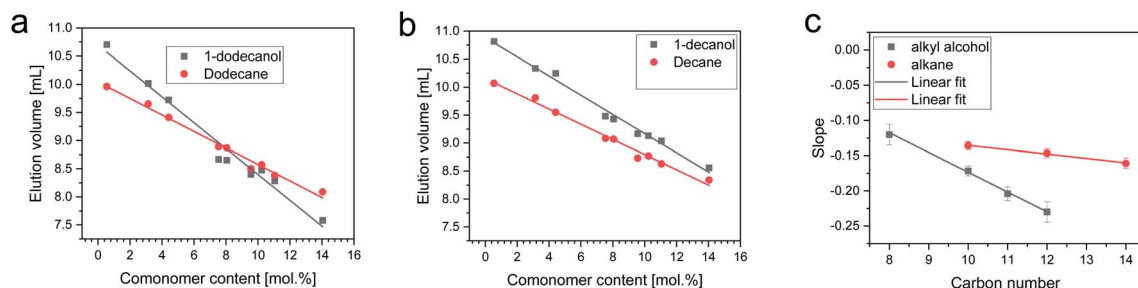 a
11.0
10.5
10.0
9.5
9.0
8.5
8.0
7.5
Elution volume [mL]
1-dodecanol
Dodecane
0 2 4 6 8 10 12 14 16
Comonomer content [mol.%]
b
11.0
10.5
10.0
9.5
9.0
8.5
8.0
7.5
Elution volume [mL]
1-decanol
Decane
0 2 4 6 8 10 12 14 16
Comonomer content [mol.%]
c
0.00
-0.05
-0.10
-0.15
-0.20
-0.25
Slope
alkyl alcohol
alkane
Linear fit
Linear fit
8 9 10 11 12 13 14
Carbon number